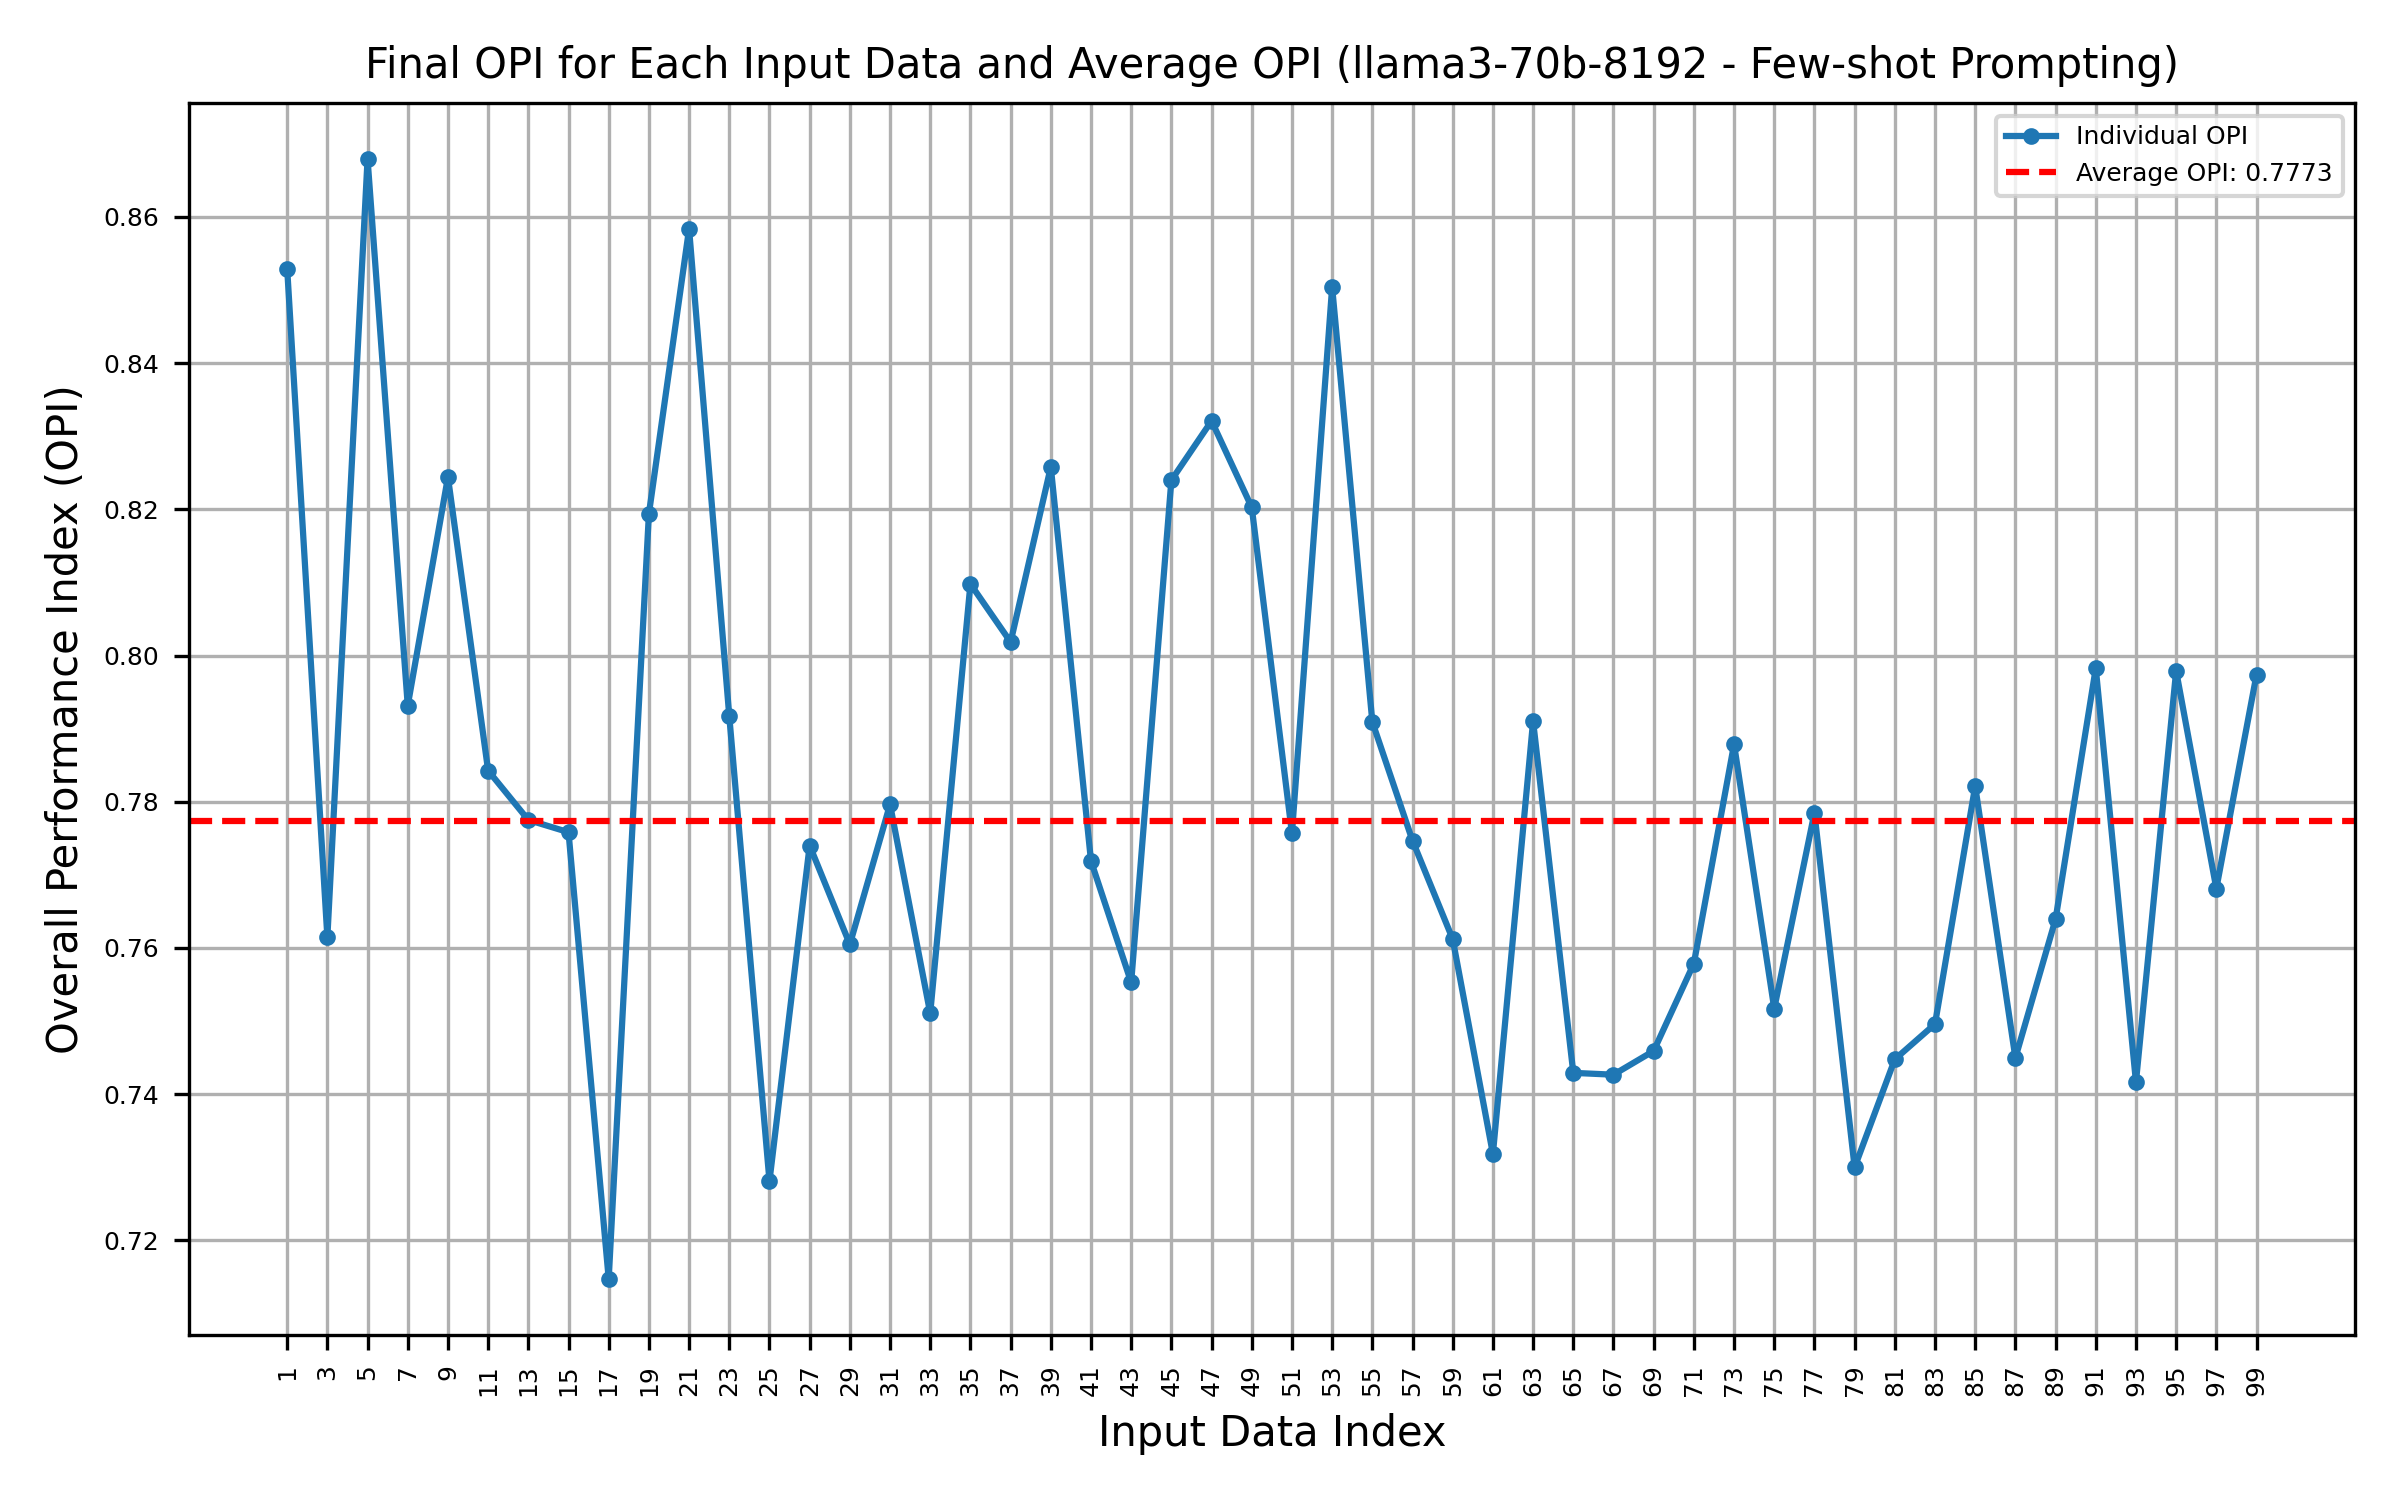 Final OPI for Each Input Data and Average OPI (llama3-70b-8192 - Few-shot Prompting)
Individual OPI
Average OPI: 0.7773
Overall Performance Index (OPI)
0.86
0.84
0.82
0.80
0.78
0.76
0.74
0.72
1 3 5 7 9 11 13 15 17 19 21 23 25 27 29 31 33 35 37 39 41 43 45 47 49 51 53 55 57 59 61 63 65 67 69 71 73 75 77 79 81 83 85 87 89 91 93 95 97 99
Input Data Index